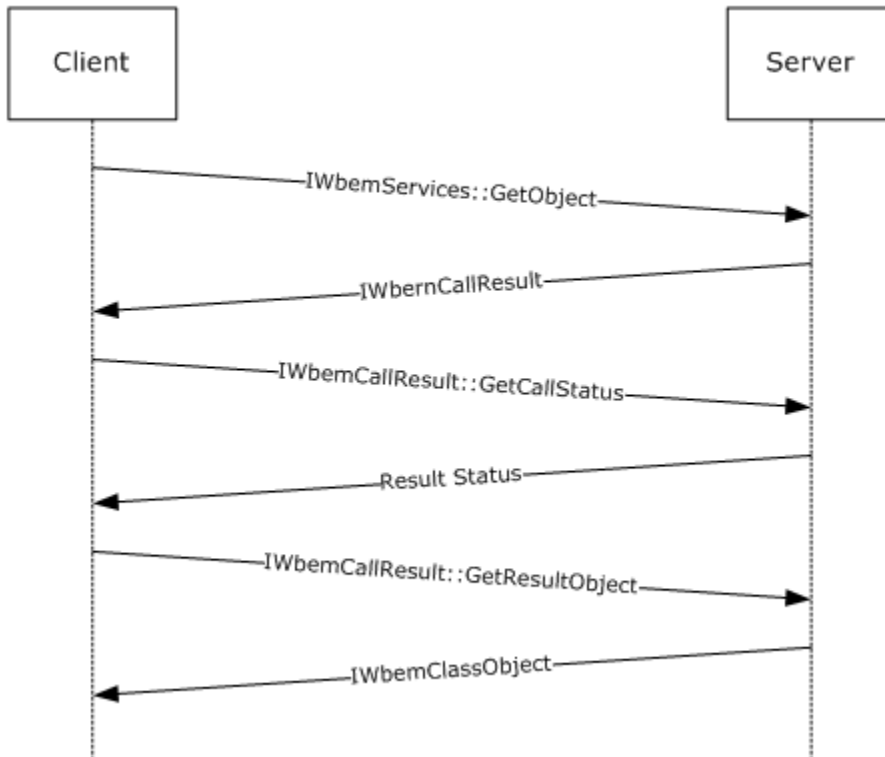 Client
Server
IWbemServices::GetObject
IWbernCallResult
IWbemCallResult::GetCallStatus
Result Status
IWbemCallResult::GetResultObject
IWbemClassObject